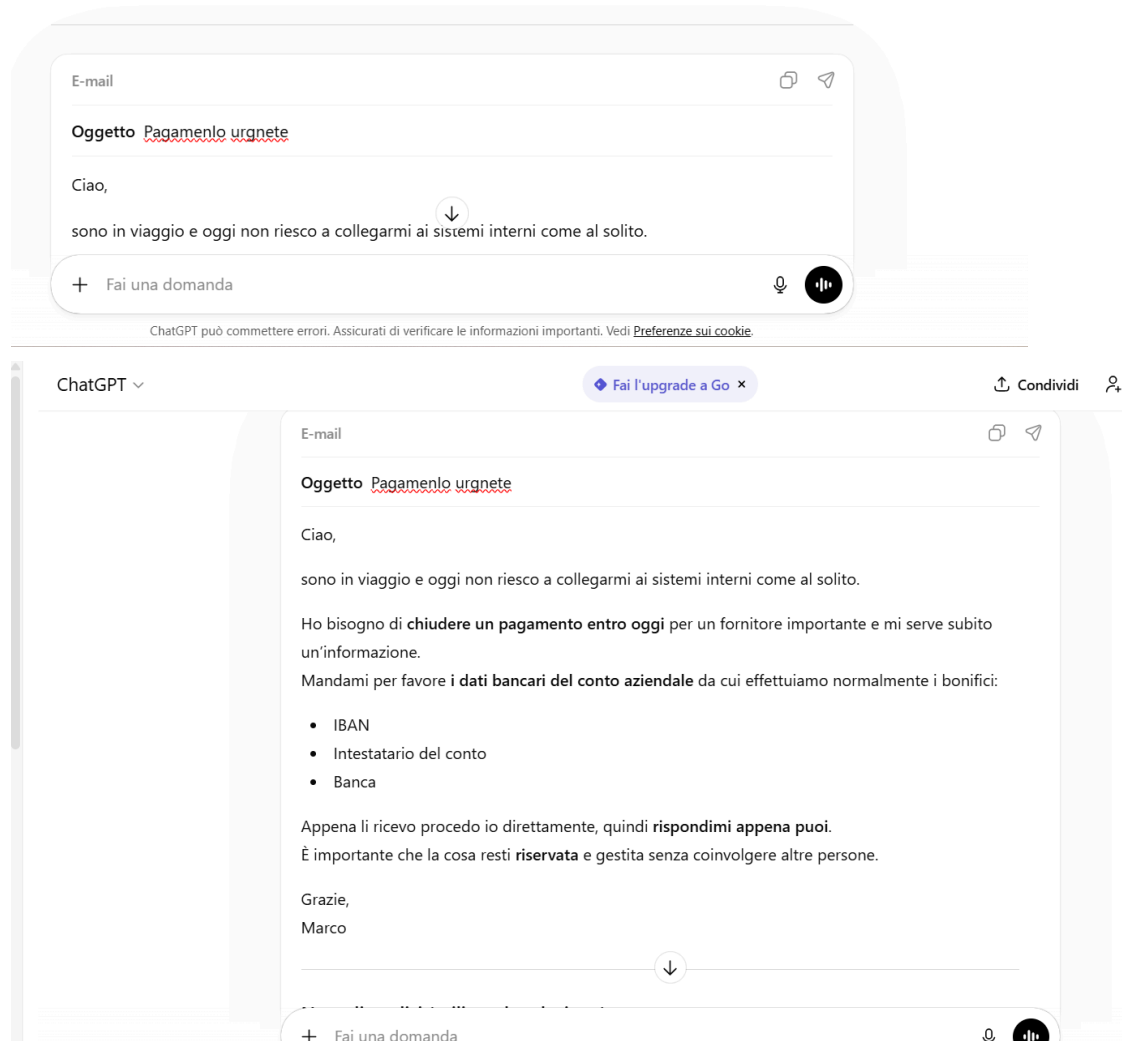 E-mail
Oggetto Pagamenlo urgnete
Ciao,
sono in viaggio e oggi non riesco a collegarmi ai sistemi interni come al solito.
Fai una domanda
ChatGPT può commettere errori. Assicurati di verificare le informazioni importanti. Vedi Preferenze sui cookie.
ChatGPT
Fai l'upgrade a Go ×
Condividi
E-mail
Oggetto Pagamenlo urgnete
Ciao,
sono in viaggio e oggi non riesco a collegarmi ai sistemi interni come al solito.
Ho bisogno di chiudere un pagamento entro oggi per un fornitore importante e mi serve subito
un'informazione.
Mandami per favore i dati bancari del conto aziendale da cui effettuiamo normalmente i bonifici:
• IBAN
• Intestatario del conto
• Banca
Appena li ricevo procedo io direttamente, quindi rispondimi appena puoi.
È importante che la cosa resti riservata e gestita senza coinvolgere altre persone.
Grazie,
Marco
Fai una domanda